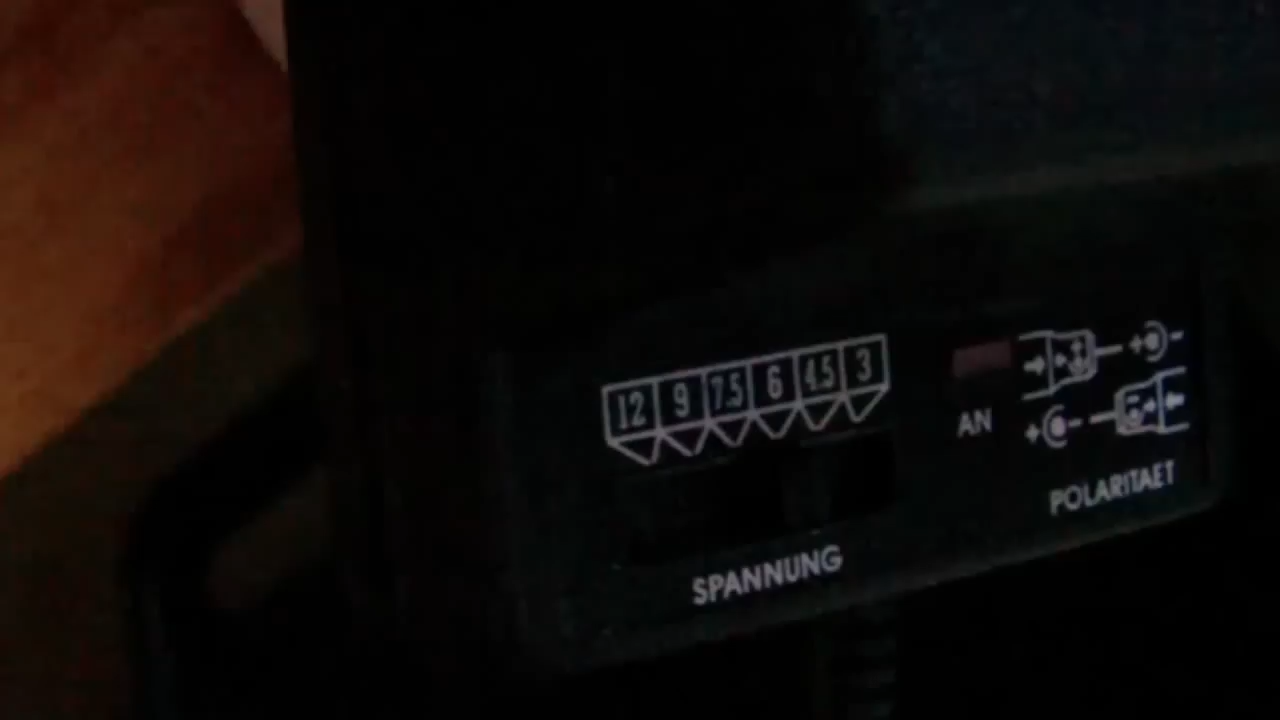 12 9 7.5 6 4.5 3
AN
+ -
+ -
POLARITAET
SPANNUNG